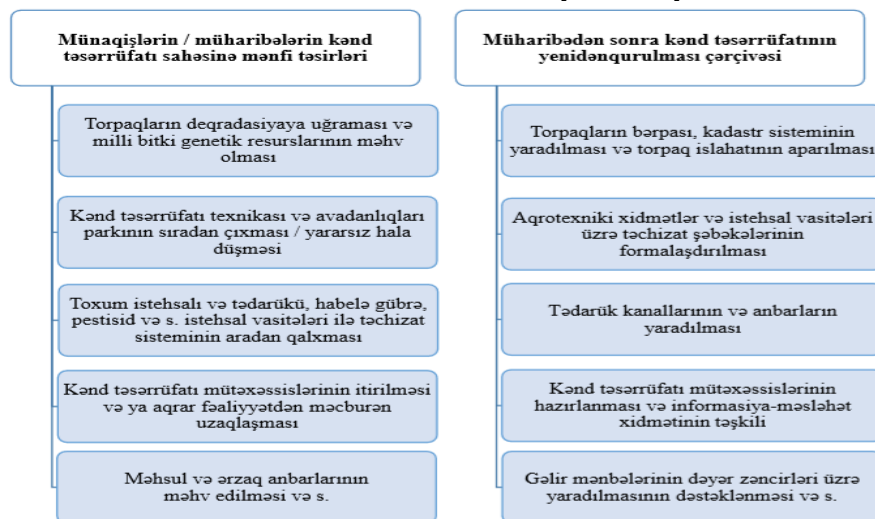 Münaqişlərin / müharibələrin kənd
təsərrüfatı sahəsinə mənfi təsirləri
Torpaqların deqradasiyaya uğraması və
milli bitki genetik resurslarının məhv
olması
Kənd təsərrüfatı texnikası və avadanlıqları
parkının sıradan çıxması / yararsız hala
düşməsi
Toxum istehsalı və tədarükü, habelə gübrə,
pestisid və s. istehsal vasitələri ilə təchizat
sisteminin aradan qalxması
Kənd təsərrüfatı mütəxəssislərinin itirilməsi
və ya aqrar fəaliyyətdən məcburən
uzaqlaşması
Məhsul və ərzaq anbarlarının
məhv edilməsi və s.
Müharibədən sonra kənd təsərrüfatının
yenidənqurulması çərçivəsi
Torpaqların bərpası, kadastr sisteminin
yaradılması və torpaq islahatının aparılması
Aqrotexniki xidmətlər və istehsal vasitələri
üzrə təchizat şəbəkələrinin
formalaşdırılması
Tədarük kanallarının və anbarların
yaradılması
Kənd təsərrüfatı mütəxəssislərinin
hazırlanması və informasiya-məsləhət
xidmətinin təşkili
Gəlir mənbələrinin dəyər zəncirləri üzrə
yaradılmasının dəstəklənməsi və s.